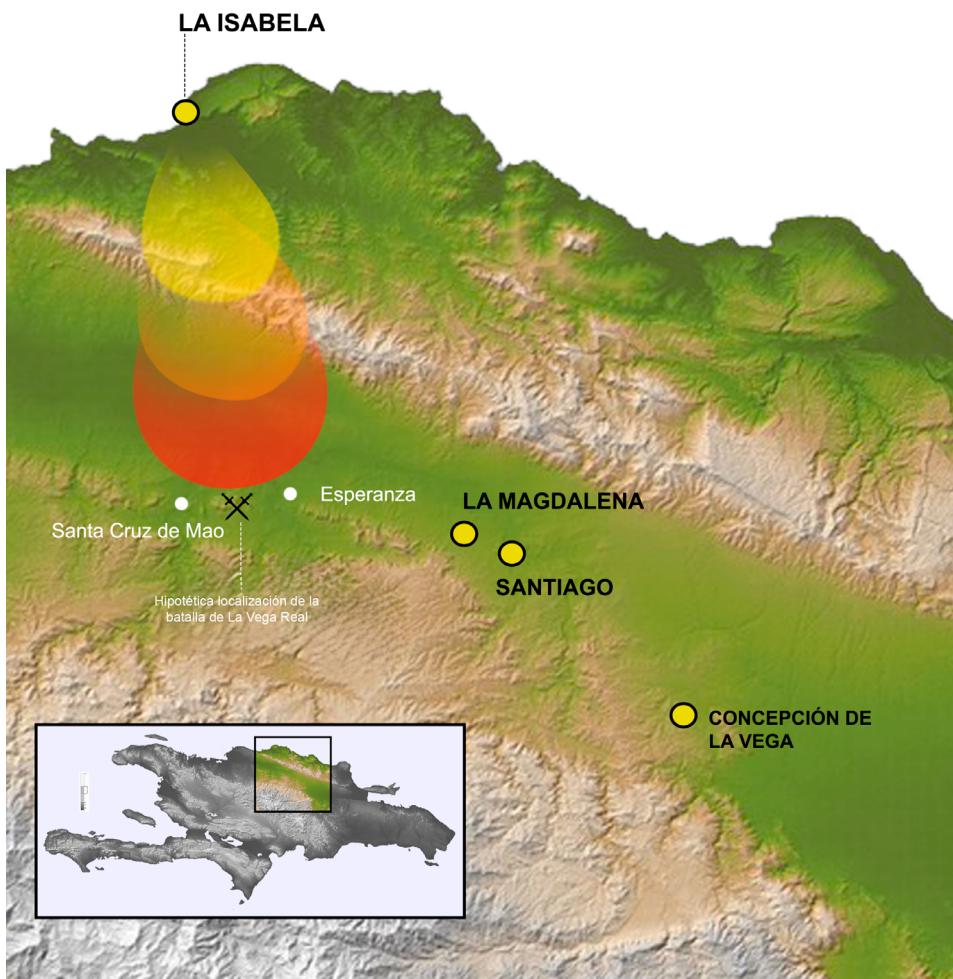 LA ISABELA
Esperanza
LA MAGDALENA
Santa Cruz de Mao
SANTIAGO
Hipotética localización de la
batalla de La Vega Real
CONCEPCIÓN DE
LA VEGA